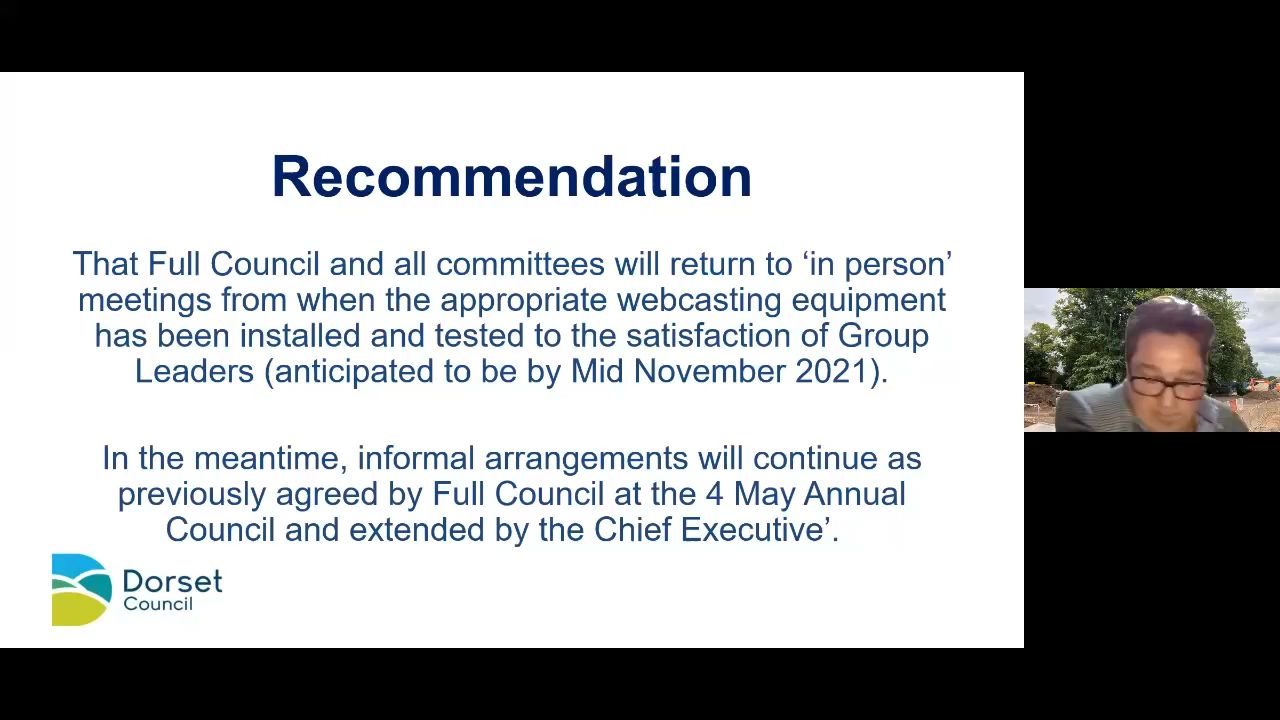 Recommendation
That Full Council and all committees will return to ‘in person’
meetings from when the appropriate webcasting equipment
has been installed and tested to the satisfaction of Group
Leaders (anticipated to be by Mid November 2021).
In the meantime, informal arrangements will continue as
previously agreed by Full Council at the 4 May Annual
Council and extended by the Chief Executive’.
Dorset
Council